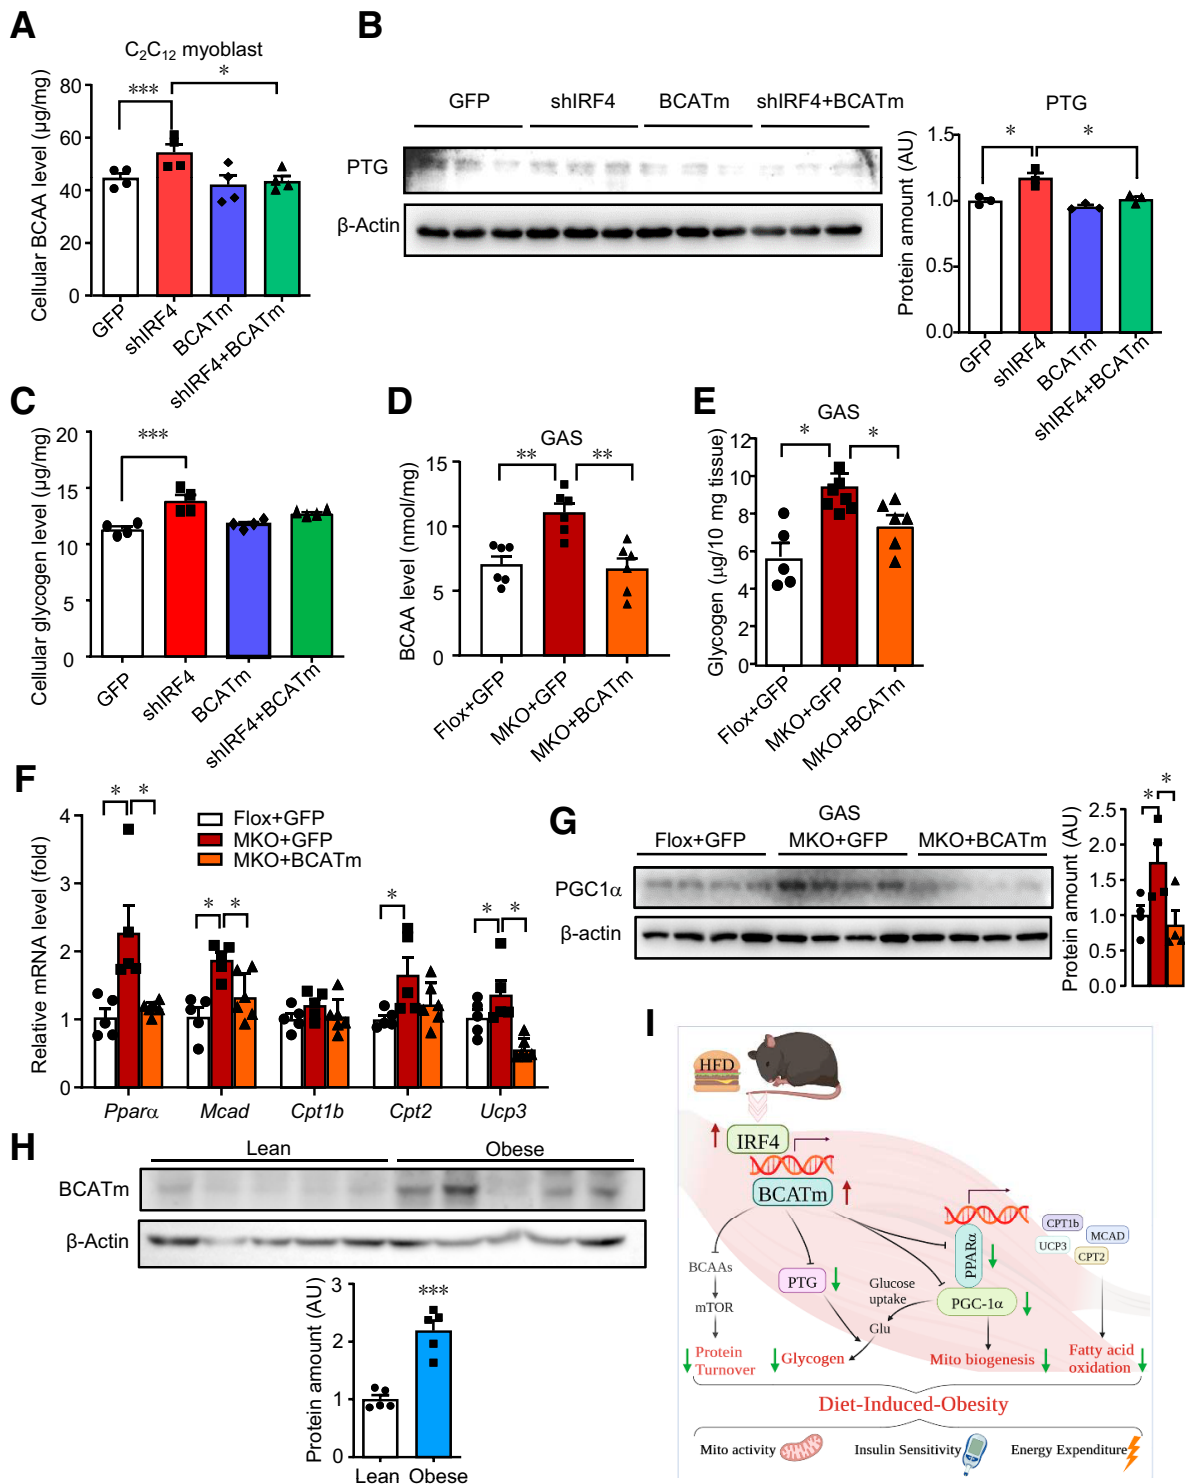 A
C2C12 myoblast
***
*
Cellular BCAA level (μg/mg)
80
60
40
20
0
GFP
shIRF4
BCATm
shIRF4+BCATm
B
GFP shIRF4 BCATm shIRF4+BCATm
PTG
β-Actin
PTG
* *
Protein amount (AU)
1.5
1.0
0.5
0.0
GFP
shIRF4
BCATm
shIRF4+BCATm
C
***
Cellular glycogen level (μg/mg)
20
15
10
5
0
GFP
shIRF4
BCATm
shIRF4+BCATm
D
GAS
** **
BCAA level (nmol/mg)
15
10
5
0
Flox+GFP
MKO+GFP
MKO+BCATm
E
GAS
* *
Glycogen (μg/10 mg tissue)
12
10
8
6
4
2
0
Flox+GFP
MKO+GFP
MKO+BCATm
F
* *
Flox+GFP
MKO+GFP
MKO+BCATm
* *
*
* *
Relative mRNA level (fold)
4
3
2
1
0
Pparα Mcad Cpt1b Cpt2 Ucp3
G
GAS
Flox+GFP MKO+GFP MKO+BCATm
PGC1α
β-actin
* *
Protein amount (AU)
2.5
2.0
1.5
1.0
0.5
0.0
H
Lean Obese
BCATm
β-Actin
***
Protein amount (AU)
3
2
1
0
Lean Obese
I
HFD
IRF4
BCATm
CPT1b
MCAD
UCP3
CPT2
PPARα
BCAAs
PTG
Glucose
uptake
PGC-1α
mTOR
Glu
Protein
Turnover
Glycogen
Mito biogenesis
Fatty acid
oxidation
Diet-Induced-Obesity
Mito activity
Insulin Sensitivity
Energy Expenditure